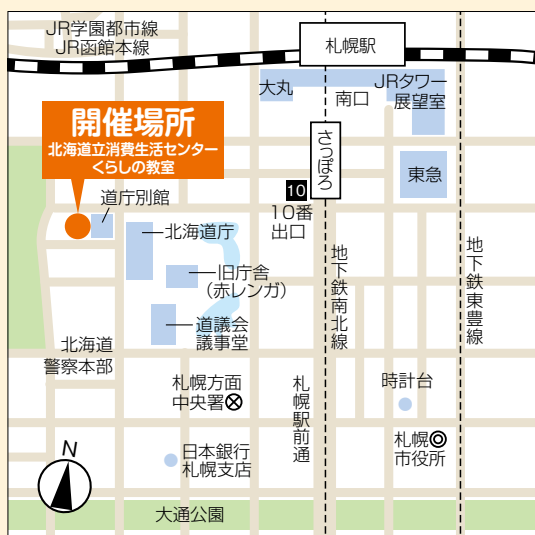 JR学園都市線
JR函館本線
札幌駅
大丸
南口
JRタワー
展望室
開催場所
北海道立消費生活センター
くらしの教室
さっぽろ
東急
10
10番
出口
道庁別館
北海道庁
旧庁舎
(赤レンガ)
道議会
議事堂
地下鉄南北線
地下鉄東豊線
北海道
警察本部
札幌方面
中央署
札幌駅前通
時計台
札幌
市役所
日本銀行
札幌支店
N
大通公園